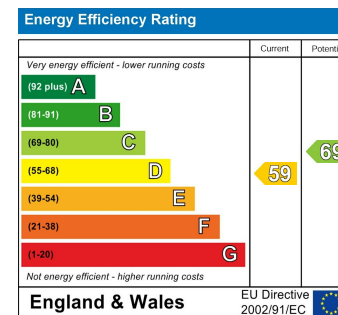 Energy Efficiency Rating
Current Potenti
Very energy efficient - lower running costs
(92 plus) A
(81-91) B
(69-80) C
69
(55-68) D
59
(39-54) E
(21-38) F
(1-20) G
Not energy efficient - higher running costs
England & Wales
EU Directive
2002/91/EC